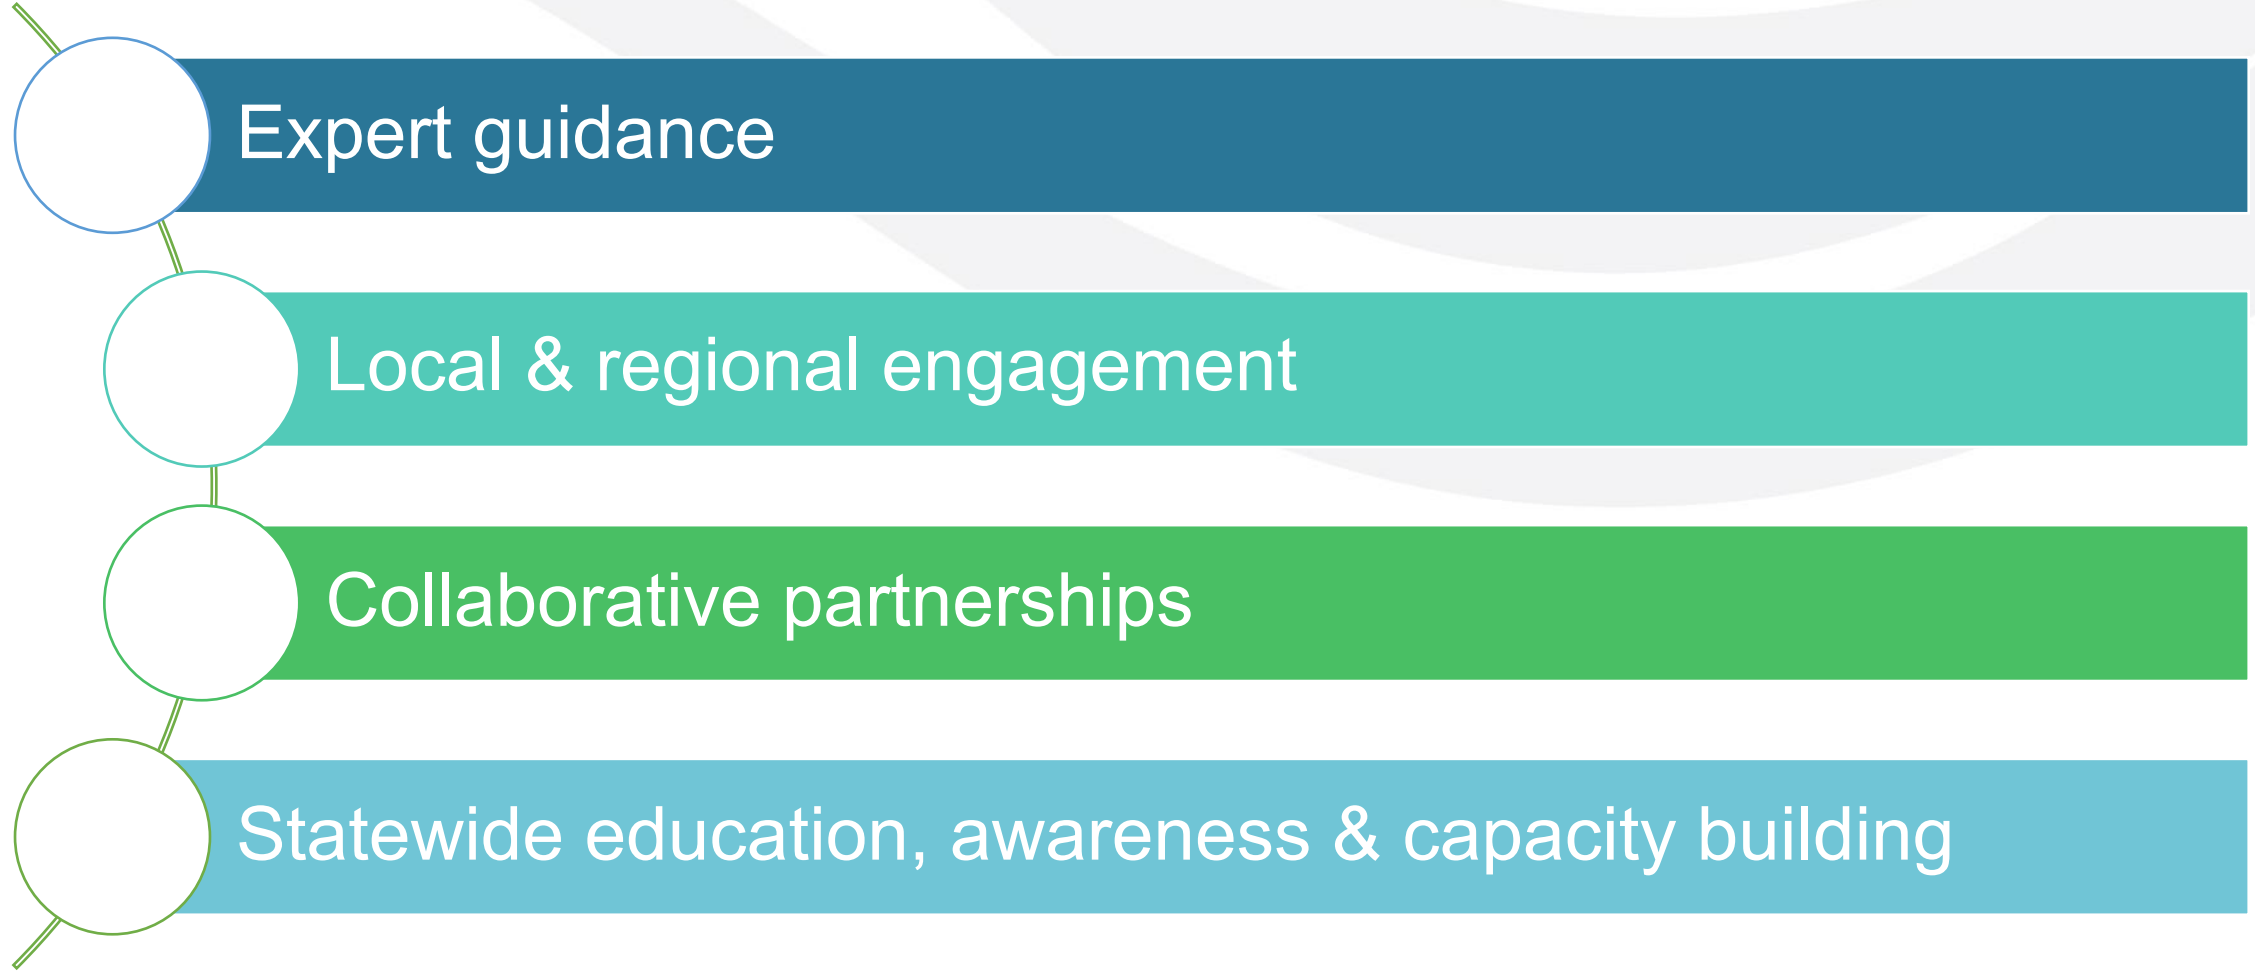 Expert guidance
Local & regional engagement
Collaborative partnerships
Statewide education, awareness & capacity building